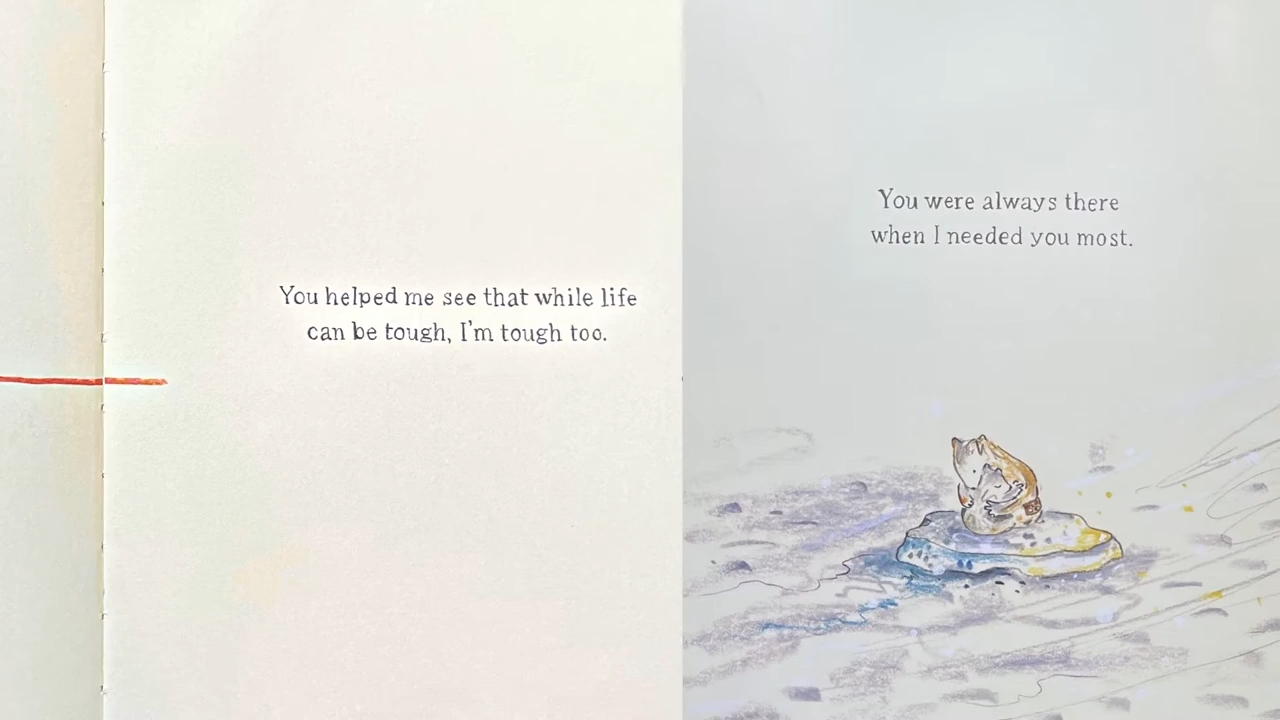 You helped me see that while life
can be tough, I'm tough too.
You were always there
when I needed you most.